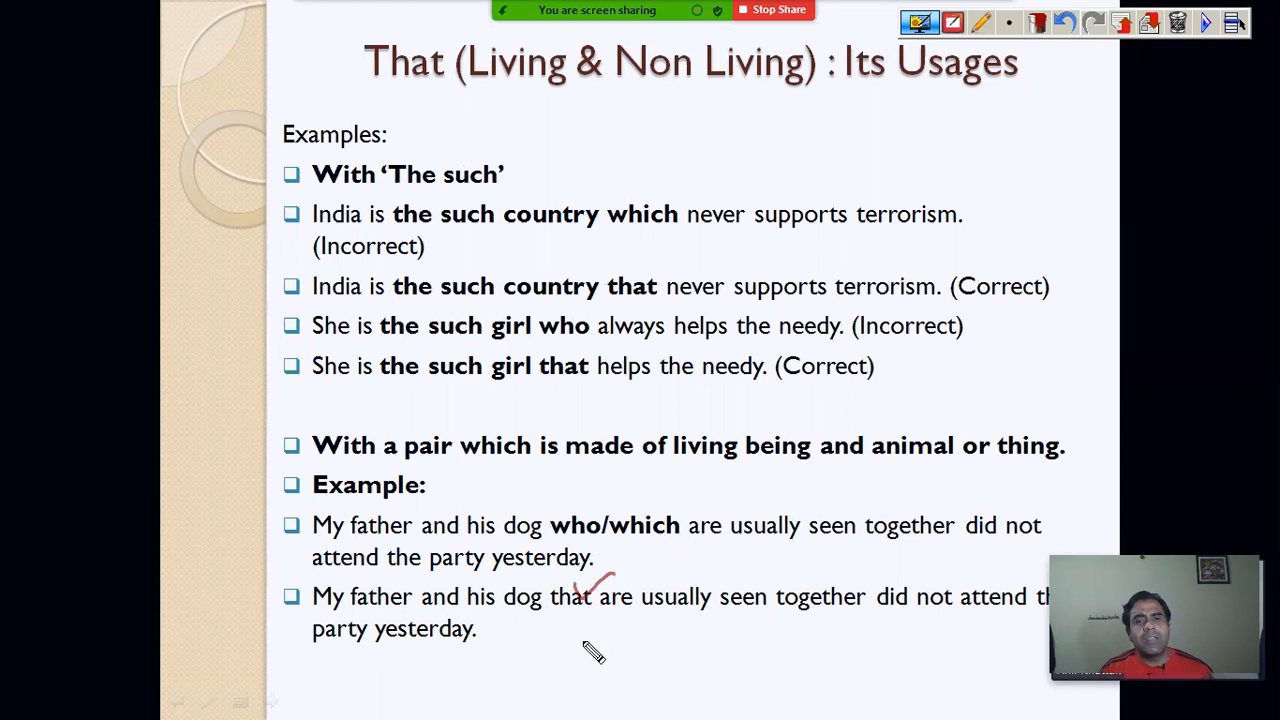 You are screen sharing
Stop Share
That (Living & Non Living) : Its Usages
Examples:
With ‘The such’
India is the such country which never supports terrorism.
(Incorrect)
India is the such country that never supports terrorism. (Correct)
She is the such girl who always helps the needy. (Incorrect)
She is the such girl that helps the needy. (Correct)
With a pair which is made of living being and animal or thing.
Example:
My father and his dog who/which are usually seen together did not
attend the party yesterday.
My father and his dog that are usually seen together did not attend
party yesterday.